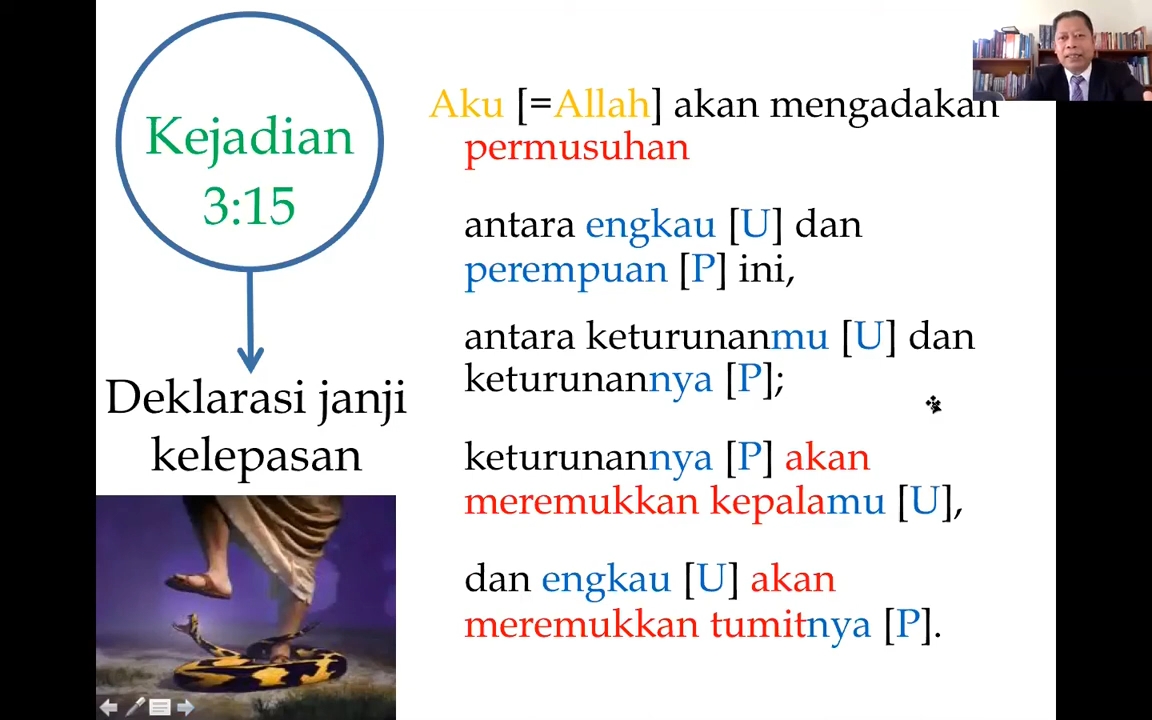 Kejadian
3:15
Deklarasi janji
kelepasan
Aku [=Allah] akan mengadakan
permusuhan
antara engkau [U] dan
perempuan [P] ini,
antara keturunanmu [U] dan
keturunannya [P];
keturunannya [P] akan
meremukkan kepalamu [U],
dan engkau [U] akan
meremukkan tumitnya [P].